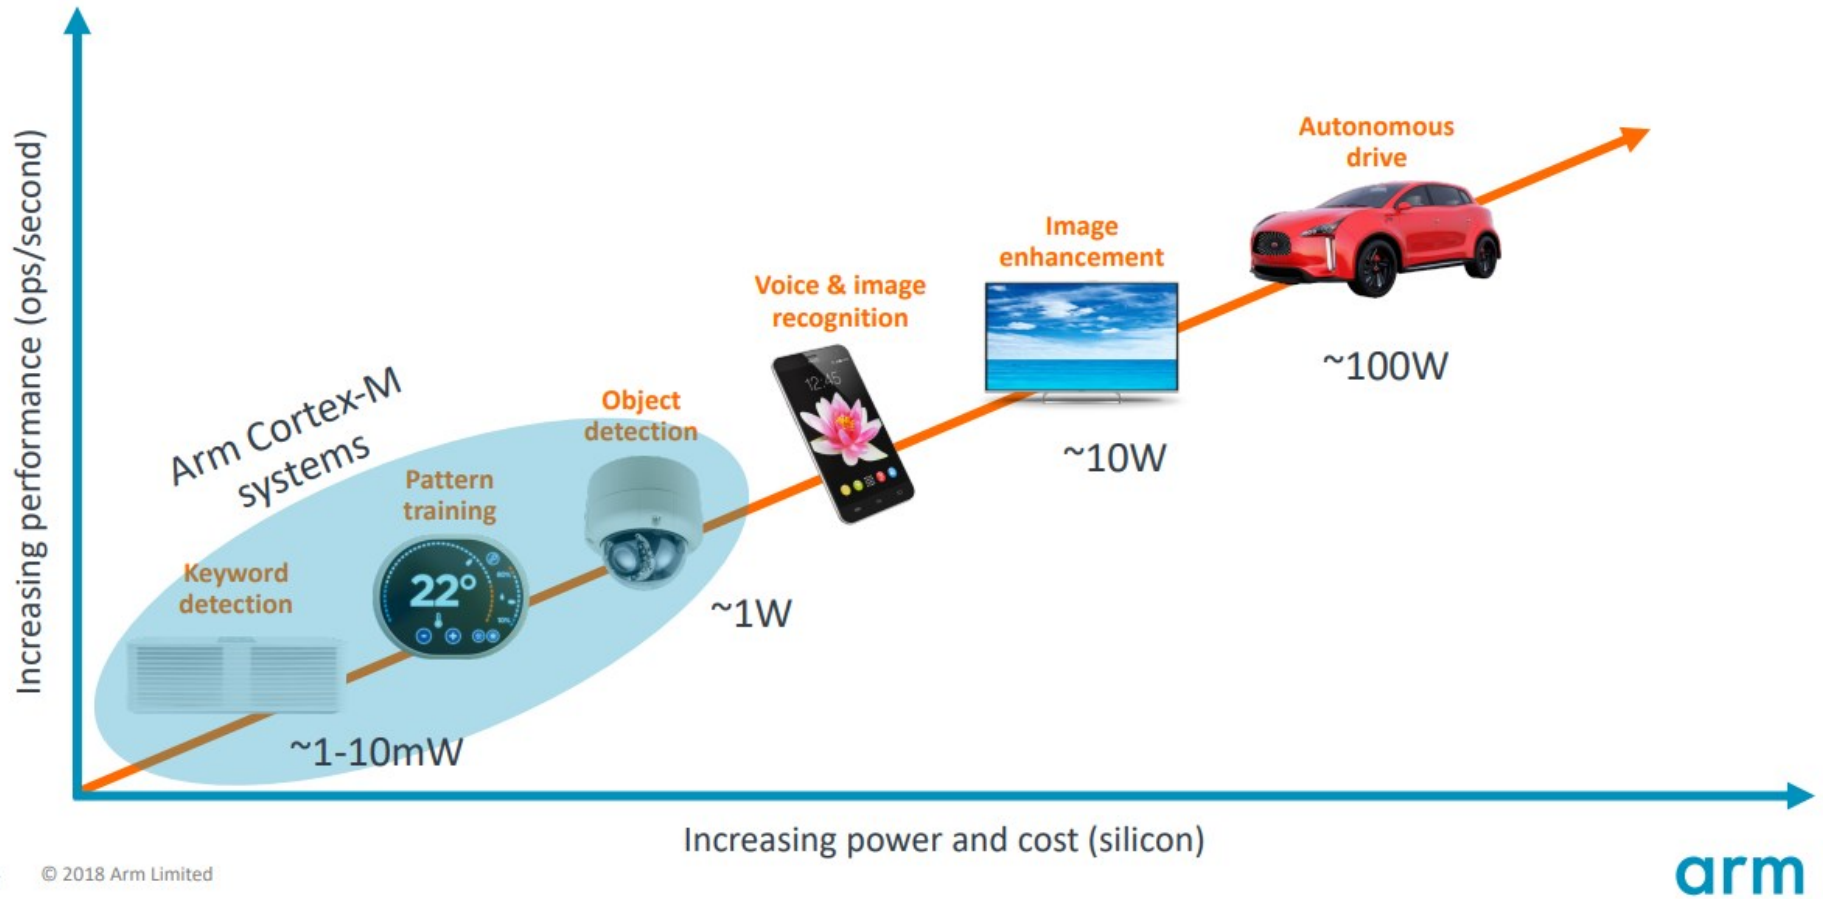 Increasing performance (ops/second)
Arm Cortex-M
systems
Keyword
detection
Pattern
training
22°
Object
detection
Voice & image
recognition
12:45
Image
enhancement
Autonomous
drive
~1-10mW
~1W
~10W
~100W
Increasing power and cost (silicon)
© 2018 Arm Limited
arm